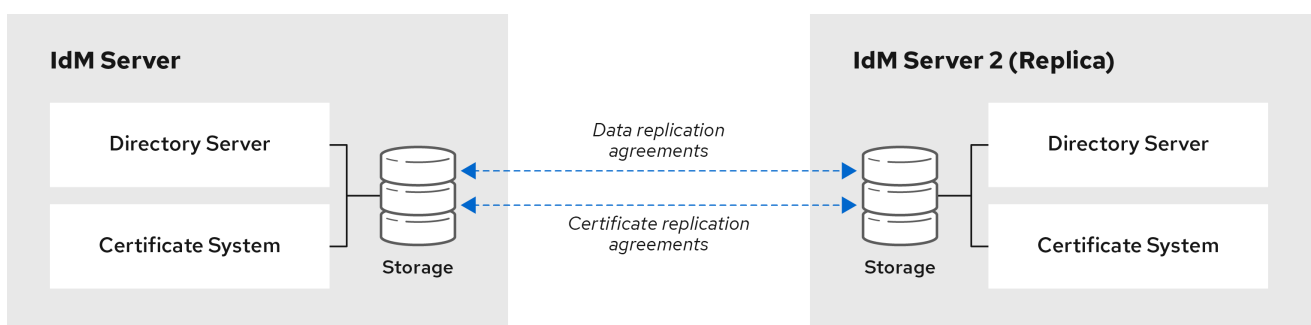 IdM Server
Directory Server
Certificate System
Storage
Data replication
agreements
Certificate replication
agreements
IdM Server 2 (Replica)
Storage
Directory Server
Certificate System